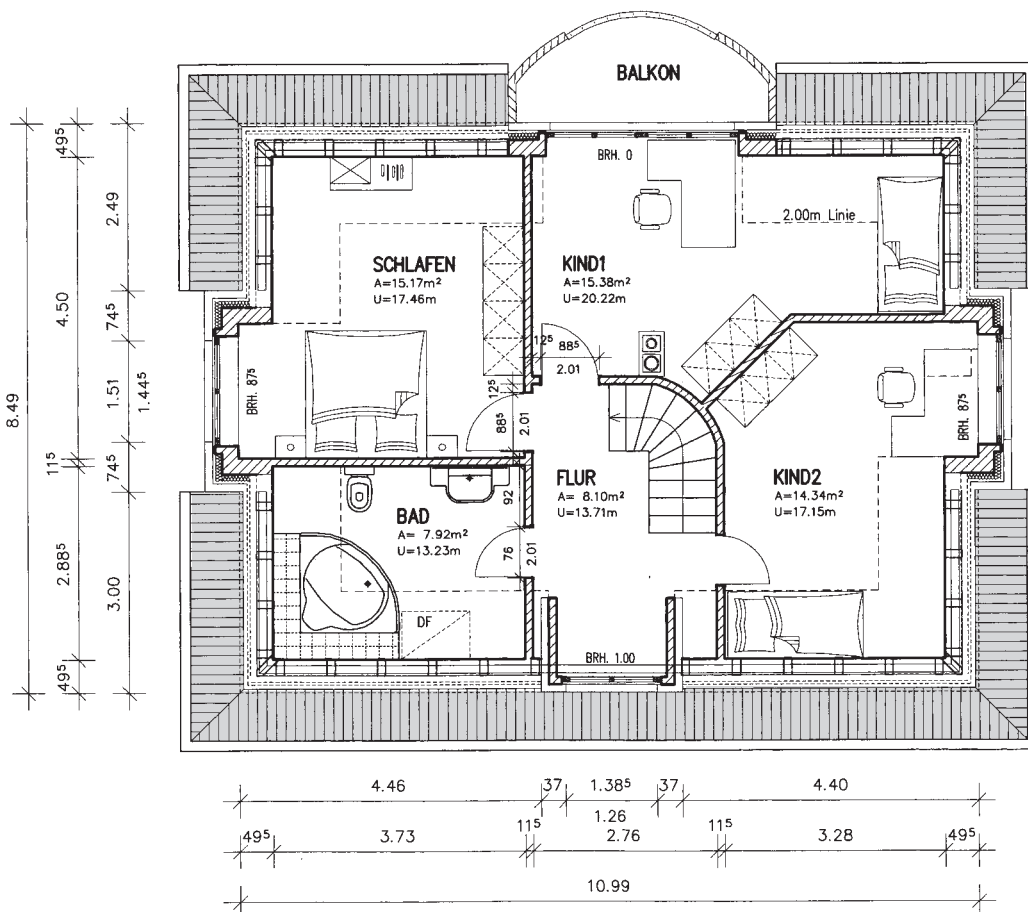 BALKON
BRH. 0
2.00m Linie
SCHLAFEN
A=15.17m²
U=17.46m
KIND1
A=15.38m²
U=20.22m
12⁵ 88⁵
2.01
12⁵
88⁵
2.01
BRH. 87⁵
BRH. 87⁵
FLUR
A= 8.10m²
U=13.71m
KIND2
A=14.34m²
U=17.15m
BAD
A= 7.92m²
U=13.23m
92
76
2.01
DF
BRH. 1.00
8.49
49⁵
4.50
11⁵
2.88⁵
49⁵
2.49
74⁵
1.51
1.44⁵
74⁵
3.00
4.46 37 1.38⁵ 37 4.40
1.26
49⁵ 3.73 11⁵ 2.76 11⁵ 3.28 49⁵
10.99